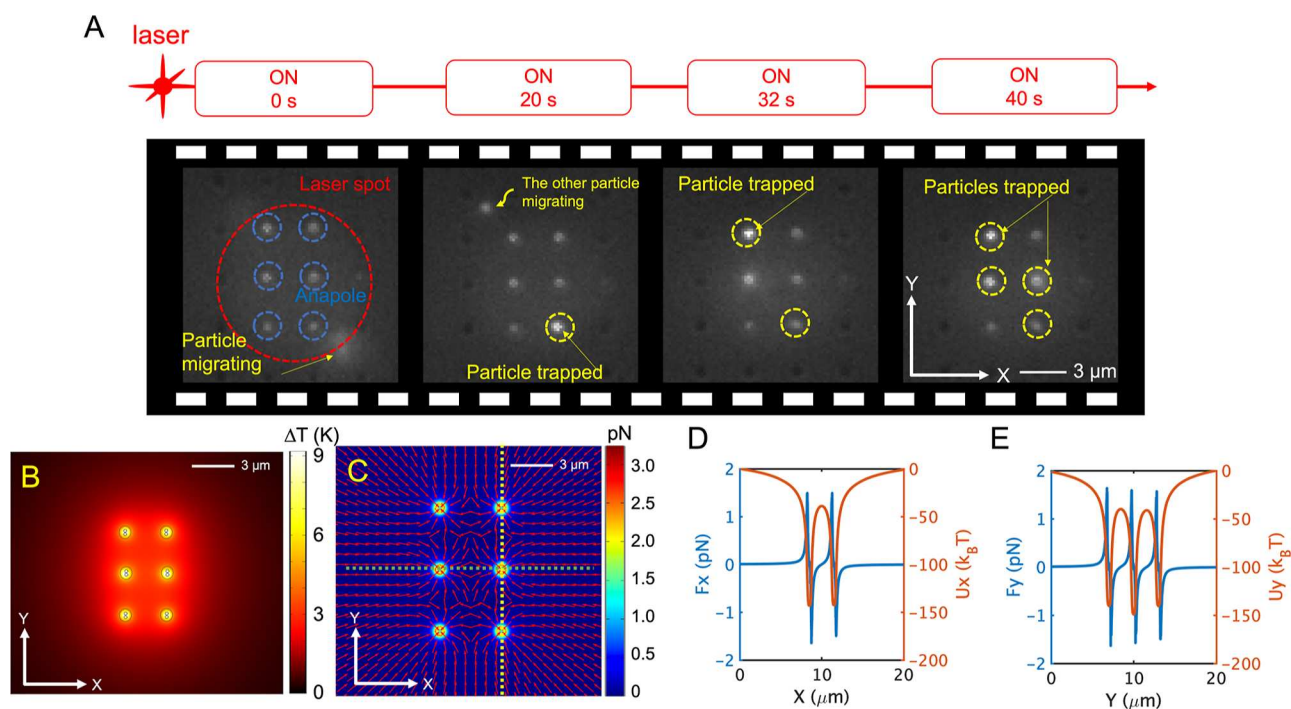 A
laser
ON
0 s
ON
20 s
ON
32 s
ON
40 s
Laser spot
Anapole
Particle
migrating
The other particle
migrating
Particle trapped
Particle trapped
Particles trapped
Y
X
3 μm
B
3 μm
Y
X
ΔT (K)
9
6
3
0
C
3 μm
Y
X
pN
3.0
2.5
2.0
1.5
1.0
0.5
0
D
Fx (pN)
2
1
0
-1
-2
0
10
20
X (μm)
0
-50
-100
-150
-200
Ux (k_BT)
E
Fy (pN)
2
1
0
-1
-2
0
10
20
Y (μm)
0
-50
-100
-150
-200
Uy (k_BT)